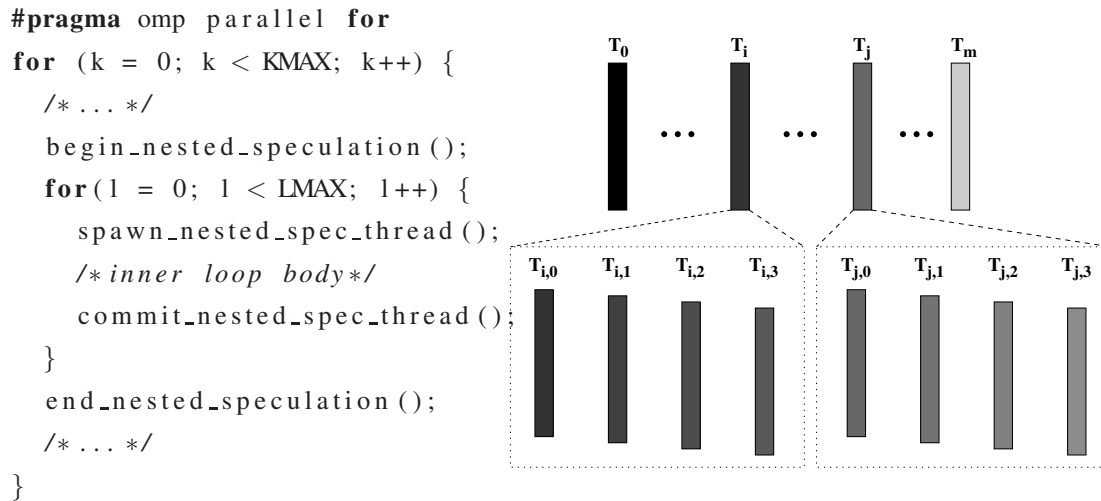 #pragma omp parallel for
for (k = 0; k < KMAX; k++) {
/* ... */
begin_nested_speculation();
for(l = 0; l < LMAX; l++) {
spawn_nested_spec_thread();
/*inner loop body*/
commit_nested_spec_thread();
}
end_nested_speculation();
/* ... */
}
T0 ... Ti ... Tj ... Tm
Ti,0 Ti,1 Ti,2 Ti,3 Tj,0 Tj,1 Tj,2 Tj,3